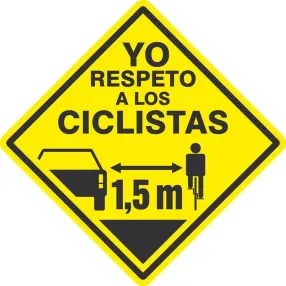 YO
RESPETO
A LOS
CICLISTAS
1,5 m